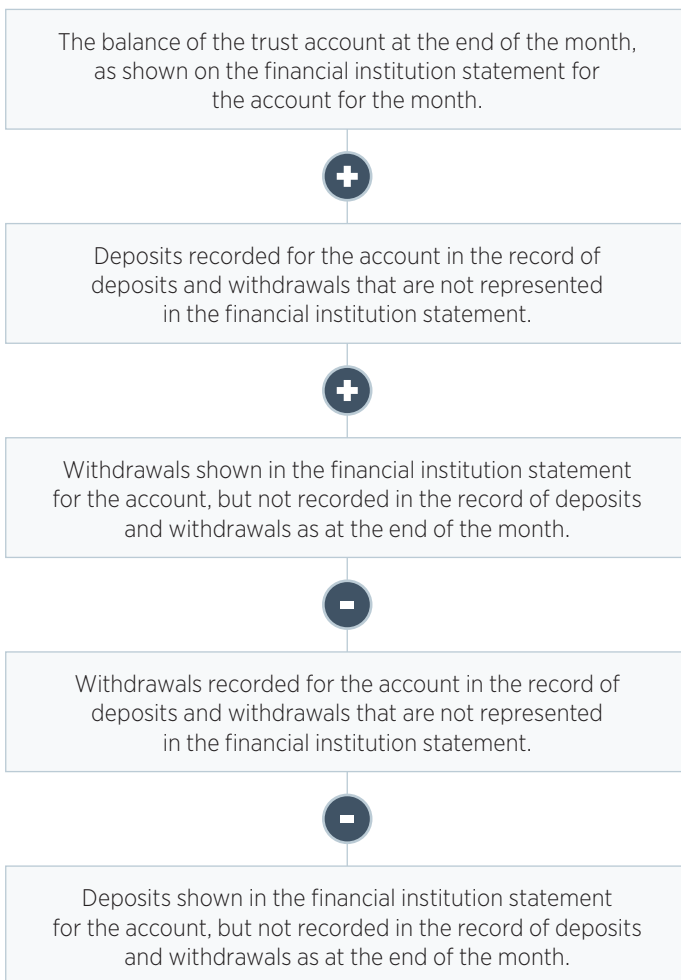 The balance of the trust account at the end of the month,
as shown on the financial institution statement for
the account for the month.
+
Deposits recorded for the account in the record of
deposits and withdrawals that are not represented
in the financial institution statement.
+
Withdrawals shown in the financial institution statement
for the account, but not recorded in the record of deposits
and withdrawals as at the end of the month.
-
Withdrawals recorded for the account in the record of
deposits and withdrawals that are not represented
in the financial institution statement.
-
Deposits shown in the financial institution statement
for the account, but not recorded in the record of deposits
and withdrawals as at the end of the month.